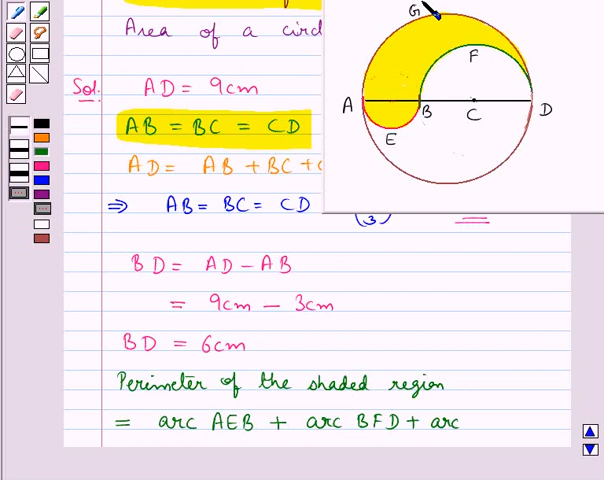 Area of a circ
Sol. AD = 9cm
AB = BC = CD
AD = AB + BC + C
⇒ AB = BC = CD
(3)
BD = AD - AB
= 9cm - 3cm
BD = 6cm
Perimeter of the shaded region
= arc AEB + arc BFD + arc
G
F
A B C D
E